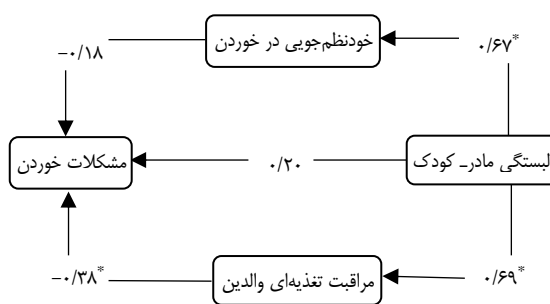 خودنظم‌جویی در خوردن
۰/۶۷*
−۰/۱۸
لبستگی مادرـ کودک
۰/۲۰
مشکلات خوردن
۰/۶۹*
مراقبت تغذیه‌ای والدین
−۰/۳۸*